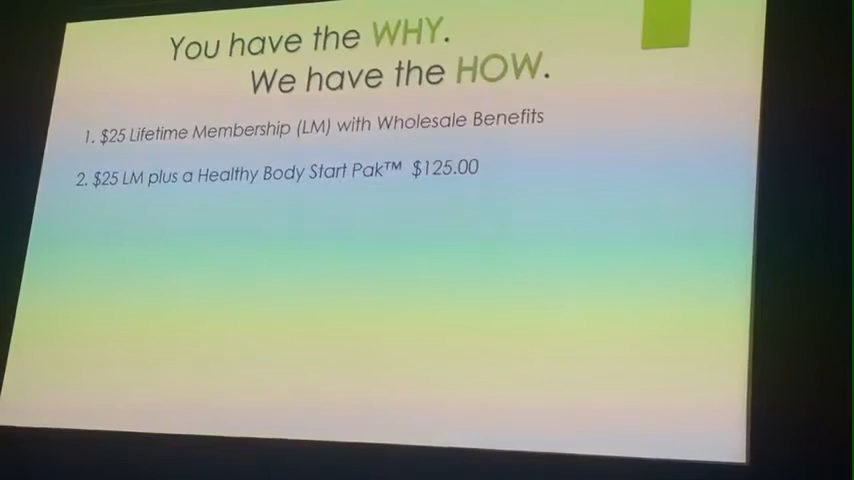 You have the WHY.
We have the HOW.
1. $25 Lifetime Membership (LM) with Wholesale Benefits
2. $25 LM plus a Healthy Body Start Pak™ $125.00